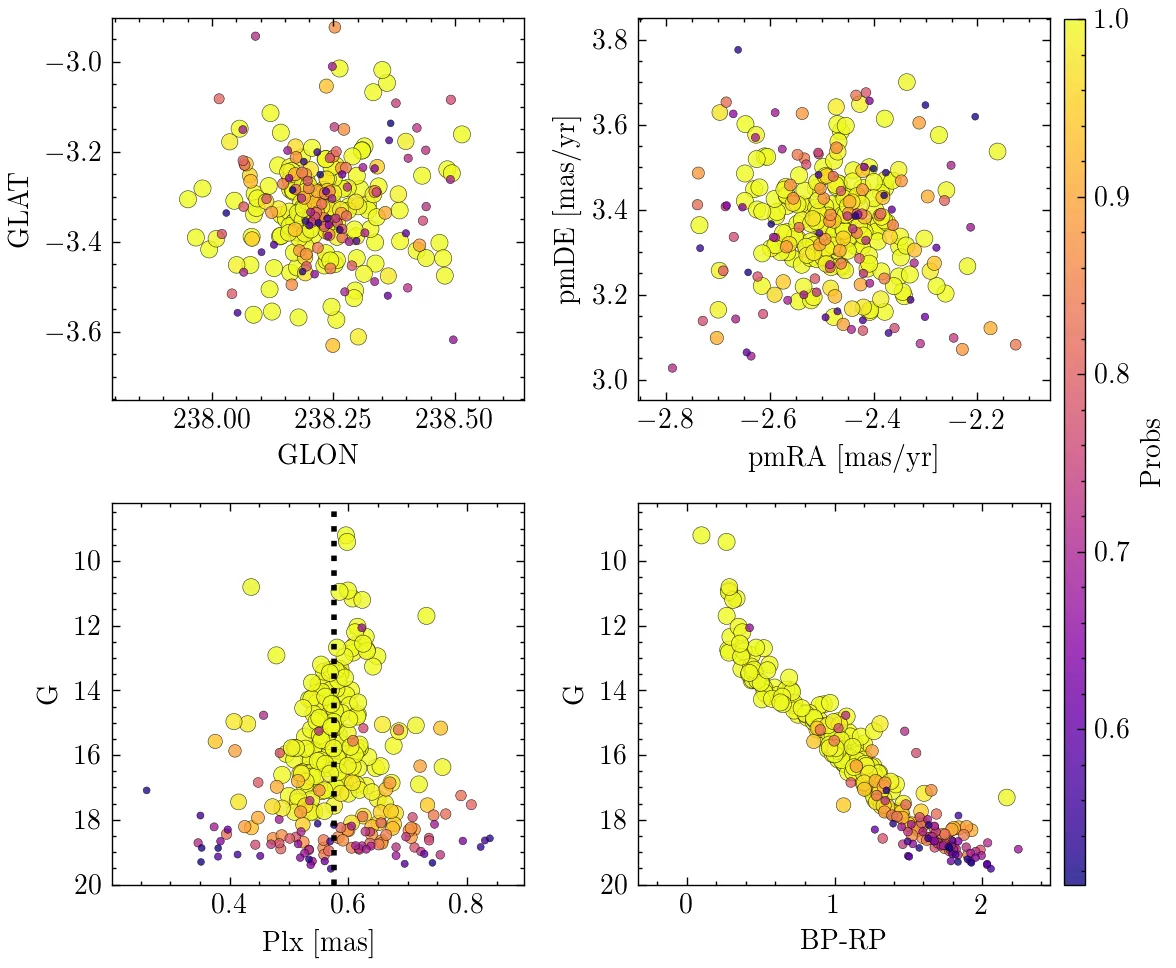 −3.0
−3.2
−3.4
−3.6
GLAT
238.00 238.25 238.50
GLON
3.8
3.6
3.4
3.2
3.0
pmDE [mas/yr]
−2.8 −2.6 −2.4 −2.2
pmRA [mas/yr]
1.0
0.9
0.8
0.7
0.6
Probs
10
12
14
16
18
20
G
0.4 0.6 0.8
Plx [mas]
10
12
14
16
18
20
G
0 1 2
BP-RP